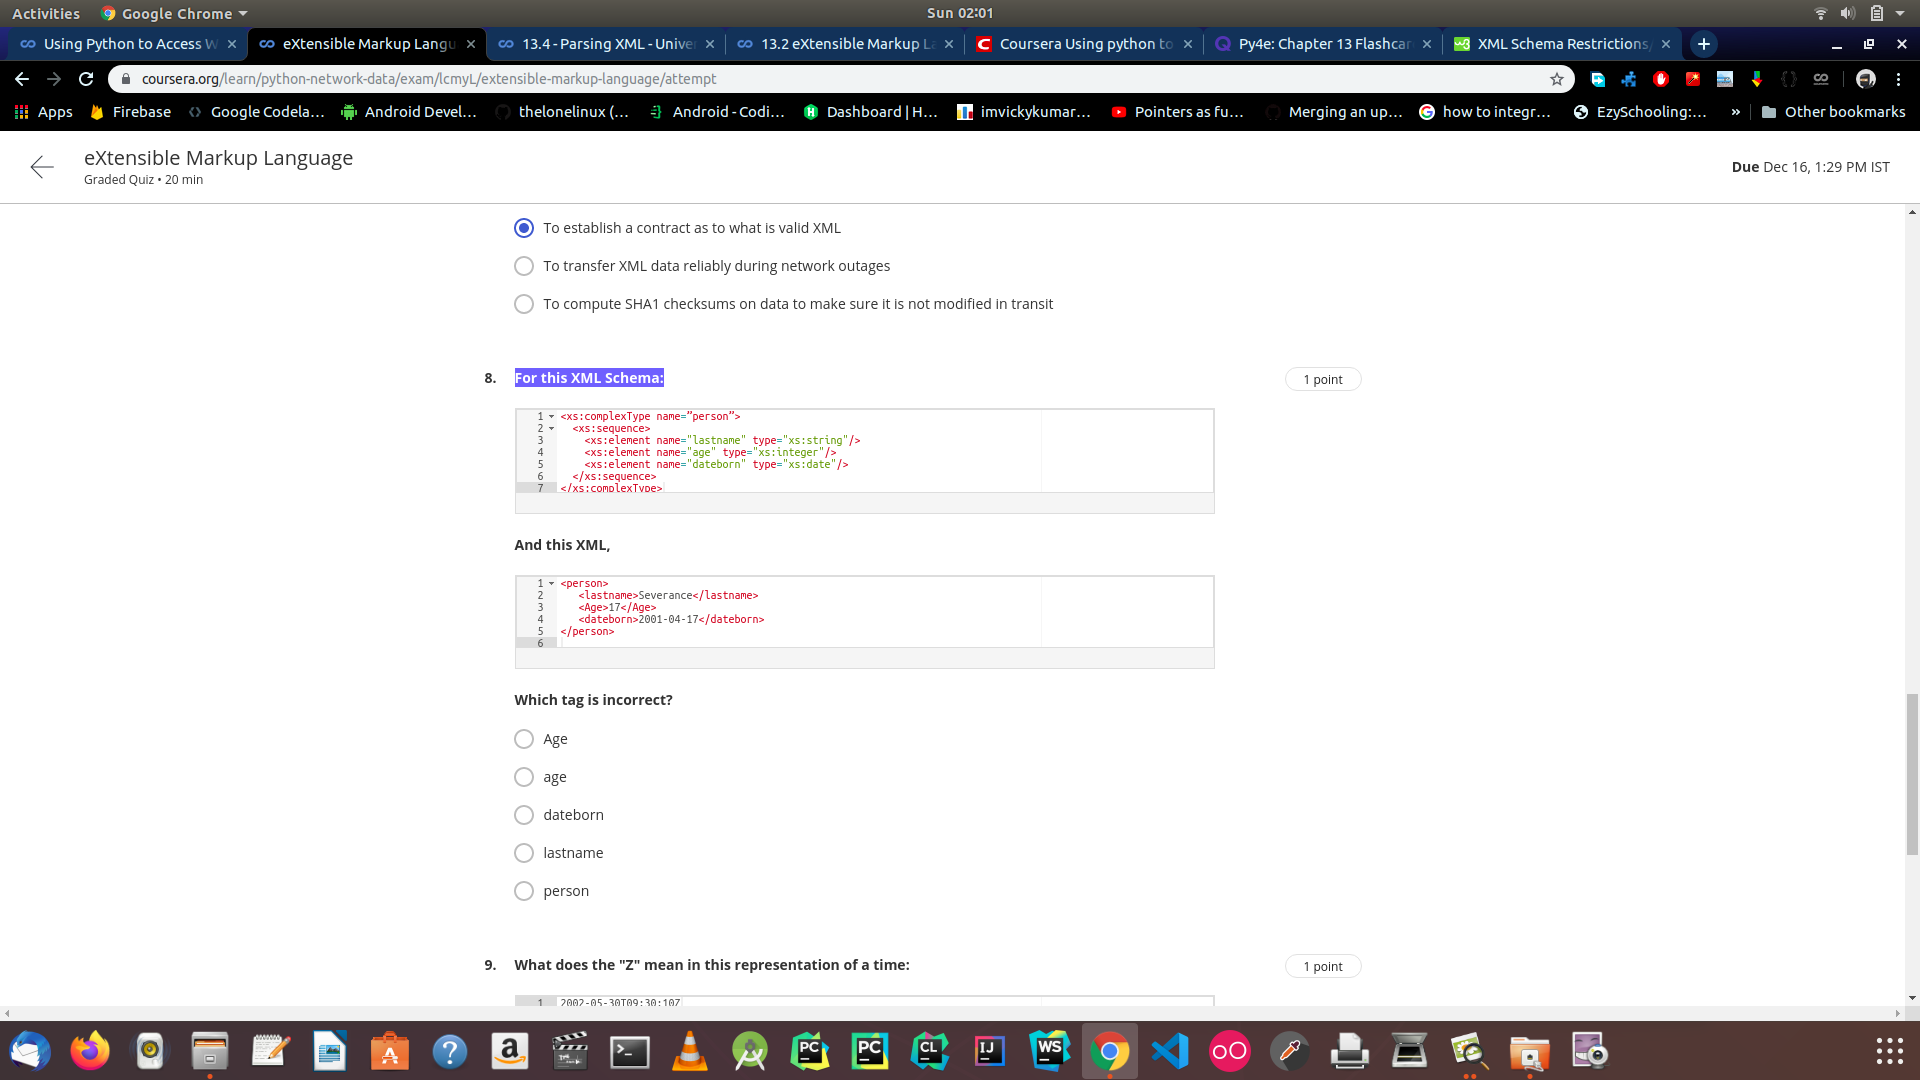 Activities Google Chrome Sun 02:01
Using Python to Access W
eXtensible Markup Langu
13.4 - Parsing XML - Unive
13.2 eXtensible Markup La
Coursera Using python to
Py4e: Chapter 13 Flashcar
XML Schema Restrictions/
coursera.org/learn/python-network-data/exam/lcmyL/extensible-markup-language/attempt
Apps Firebase Google Codela... Android Devel... thelonelinux (... Android - Codi... Dashboard | H... imvickykumar... Pointers as fu... Merging an up... how to integr... EzySchooling:... » Other bookmarks
eXtensible Markup Language
Graded Quiz • 20 min
Due Dec 16, 1:29 PM IST
To establish a contract as to what is valid XML
To transfer XML data reliably during network outages
To compute SHA1 checksums on data to make sure it is not modified in transit
8. For this XML Schema: 1 point
1 <xs:complexType name=”person”>
2 <xs:sequence>
3 <xs:element name="lastname" type="xs:string"/>
4 <xs:element name="age" type="xs:integer"/>
5 <xs:element name="dateborn" type="xs:date"/>
6 </xs:sequence>
7 </xs:complexType>
And this XML,
1 <person>
2 <lastname>Severance</lastname>
3 <Age>17</Age>
4 <dateborn>2001-04-17</dateborn>
5 </person>
6
Which tag is incorrect?
Age
age
dateborn
lastname
person
9. What does the "Z" mean in this representation of a time: 1 point
1 2002-05-30T09:30:10Z